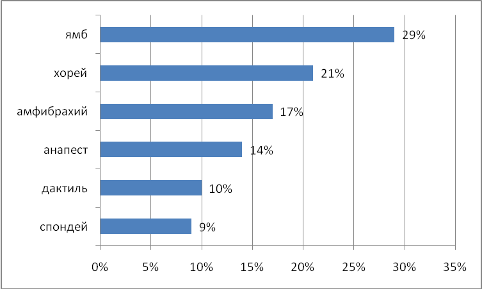 ямб 29%
хорей 21%
амфибрахий 17%
анапест 14%
дактиль 10%
спондей 9%
0% 5% 10% 15% 20% 25% 30% 35%